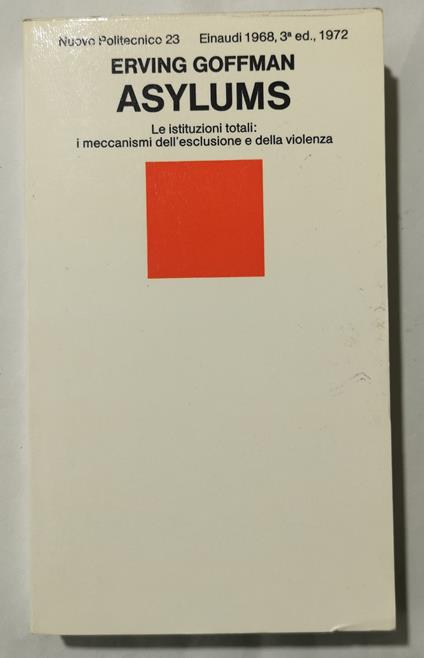 Nuovo Politecnico 23 Einaudi 1968, 3ª ed., 1972
ERVING GOFFMAN
ASYLUMS
Le istituzioni totali:
i meccanismi dell'esclusione e della violenza